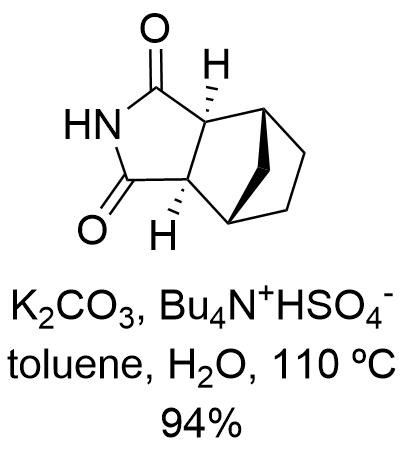 O
H
HN
O
H
K₂CO₃, Bu₄N⁺HSO₄⁻
toluene, H₂O, 110 ºC
94%